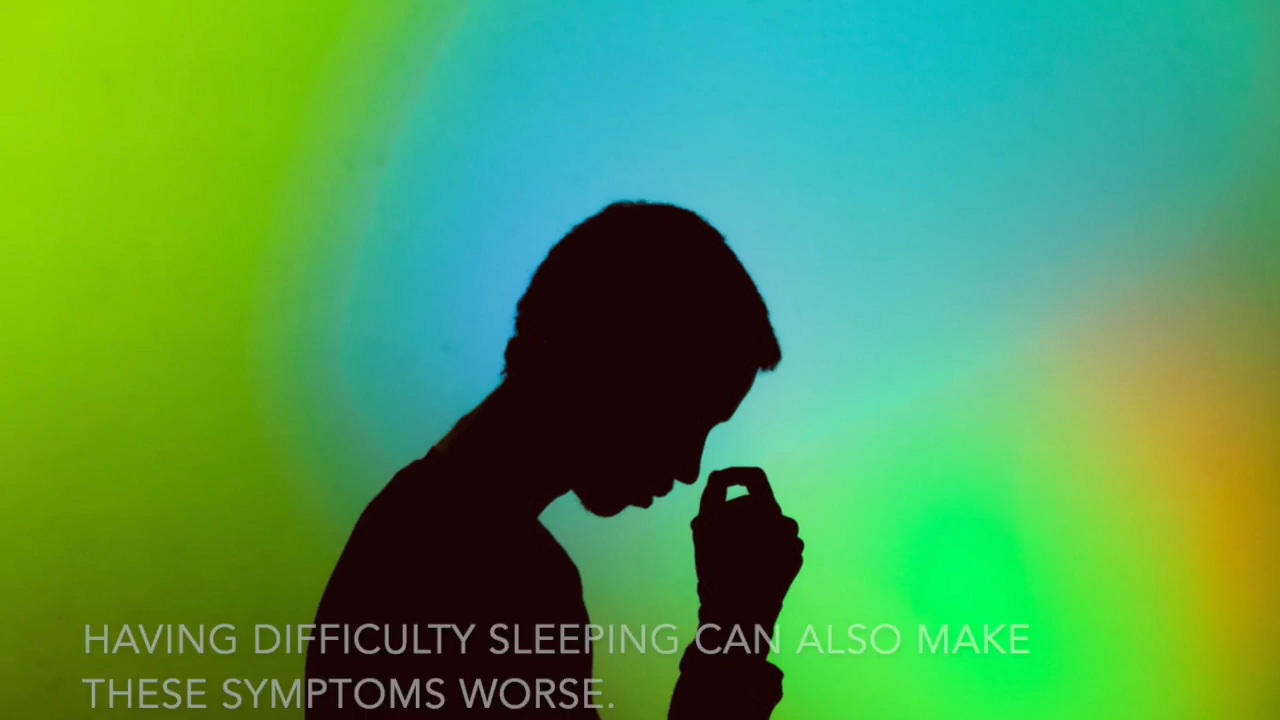 HAVING DIFFICULTY SLEEPING CAN ALSO MAKE
THESE SYMPTOMS WORSE.